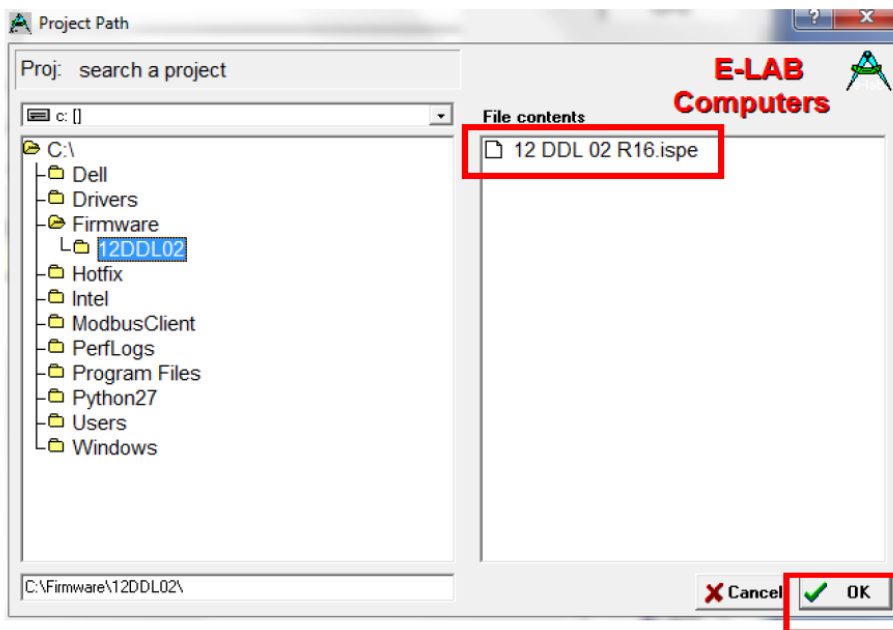 Project Path
?
Proj: search a project
E-LAB
Computers
c: []
File contents
C:\
Dell
Drivers
Firmware
12DDL02
Hotfix
Intel
ModbusClient
PerfLogs
Program Files
Python27
Users
Windows
12 DDL 02 R16.ispe
C:\Firmware\12DDL02\
Cancel
OK